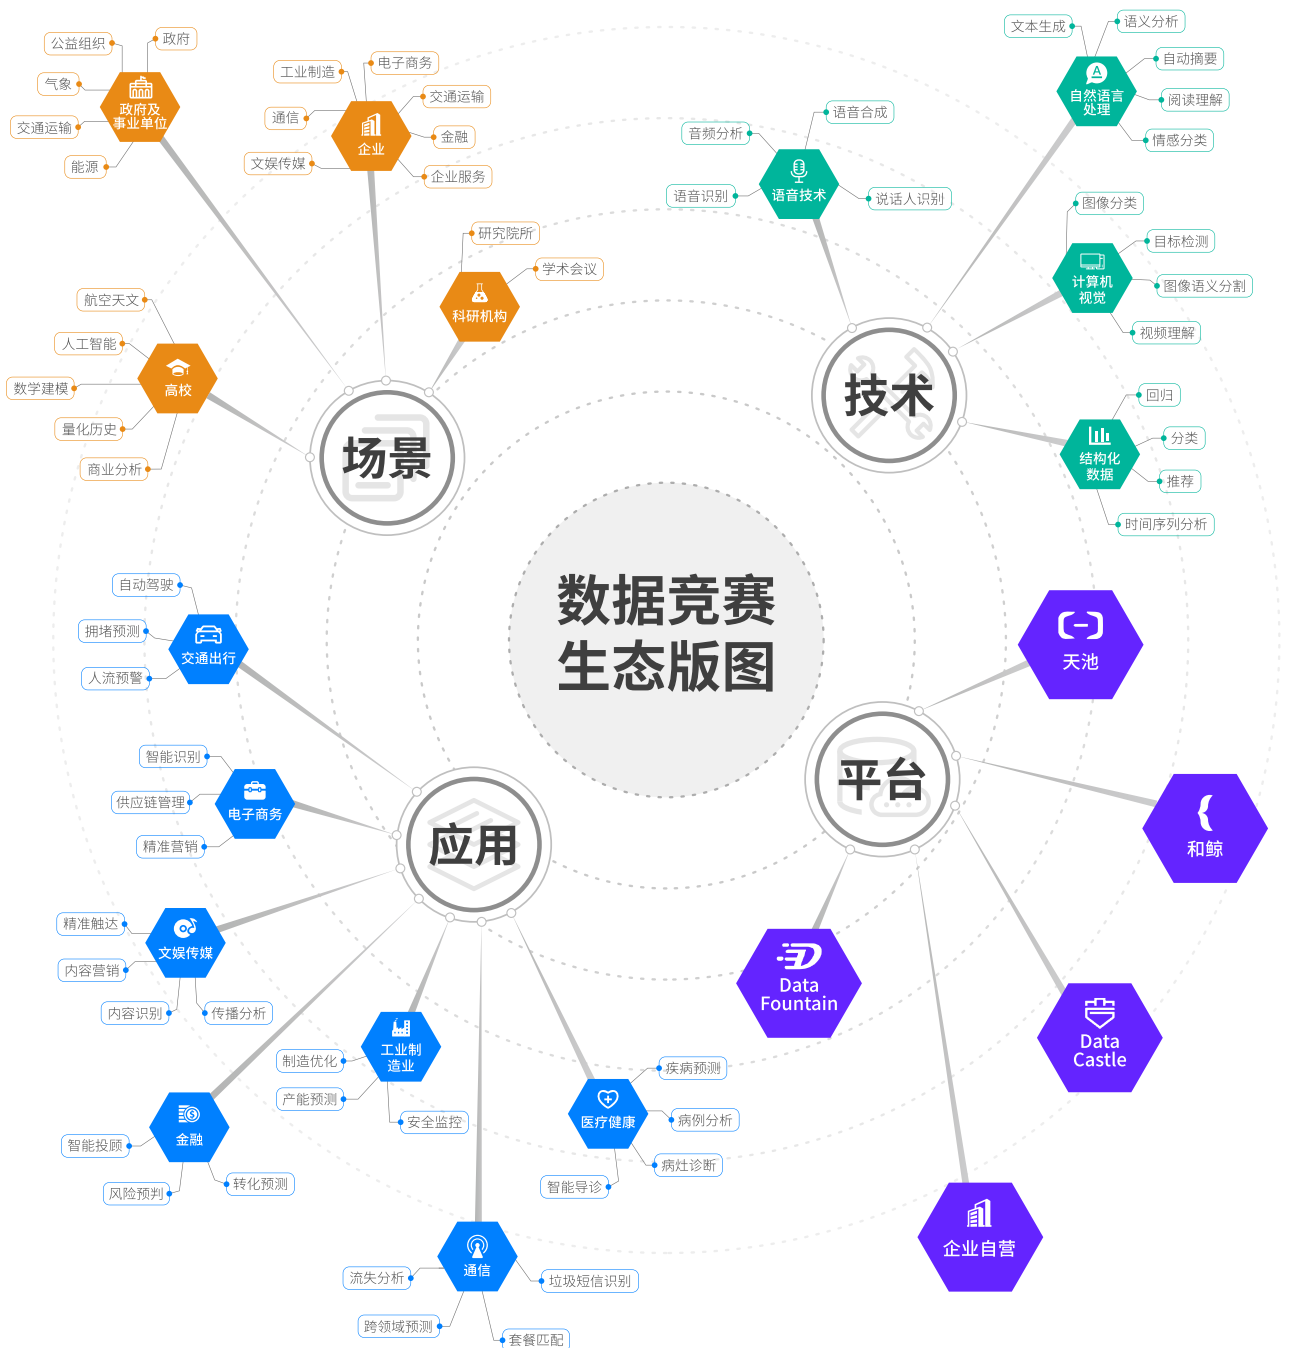 数据竞赛
生态版图
场景
政府及
事业单位
公益组织
政府
气象
交通运输
能源
企业
工业制造
电子商务
交通运输
通信
金融
文娱传媒
企业服务
科研机构
研究院所
学术会议
高校
航空天文
人工智能
数学建模
量化历史
商业分析
技术
语音技术
音频分析
语音合成
语音识别
说话人识别
自然语言
处理
文本生成
语义分析
自动摘要
阅读理解
情感分类
计算机
视觉
图像分类
目标检测
图像语义分割
视频理解
结构化
数据
回归
分类
推荐
时间序列分析
应用
交通出行
自动驾驶
拥堵预测
人流预警
电子商务
智能识别
供应链管理
精准营销
文娱传媒
精准触达
内容营销
内容识别
传播分析
金融
智能投顾
风险预判
转化预测
工业制
造业
制造优化
产能预测
安全监控
通信
流失分析
跨领域预测
套餐匹配
垃圾短信识别
医疗健康
疾病预测
病例分析
病灶诊断
智能导诊
平台
天池
和鲸
Data
Castle
企业自营
Data
Fountain